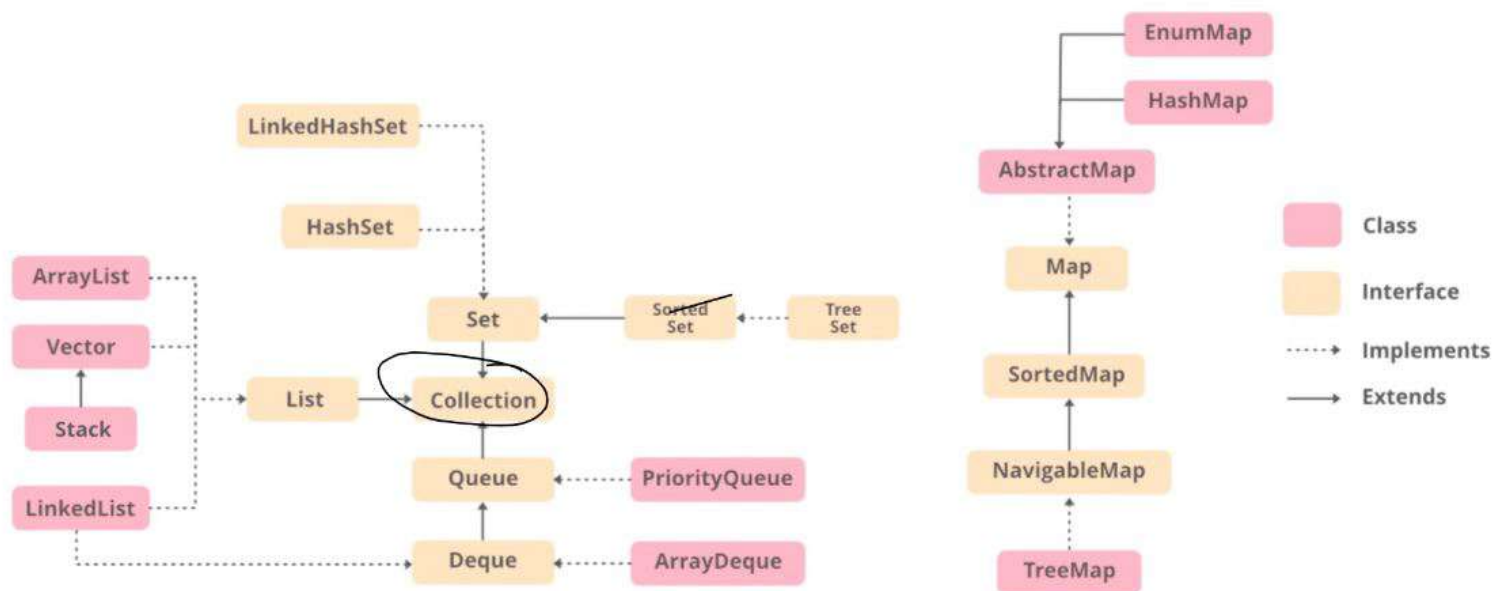 EnumMap
HashMap
LinkedHashSet
AbstractMap
HashSet
Class
ArrayList
Map
Interface
Set
Sorted
Set
Tree
Set
Vector
Implements
SortedMap
List
Collection
Extends
Stack
Queue
PriorityQueue
NavigableMap
LinkedList
Deque
ArrayDeque
TreeMap